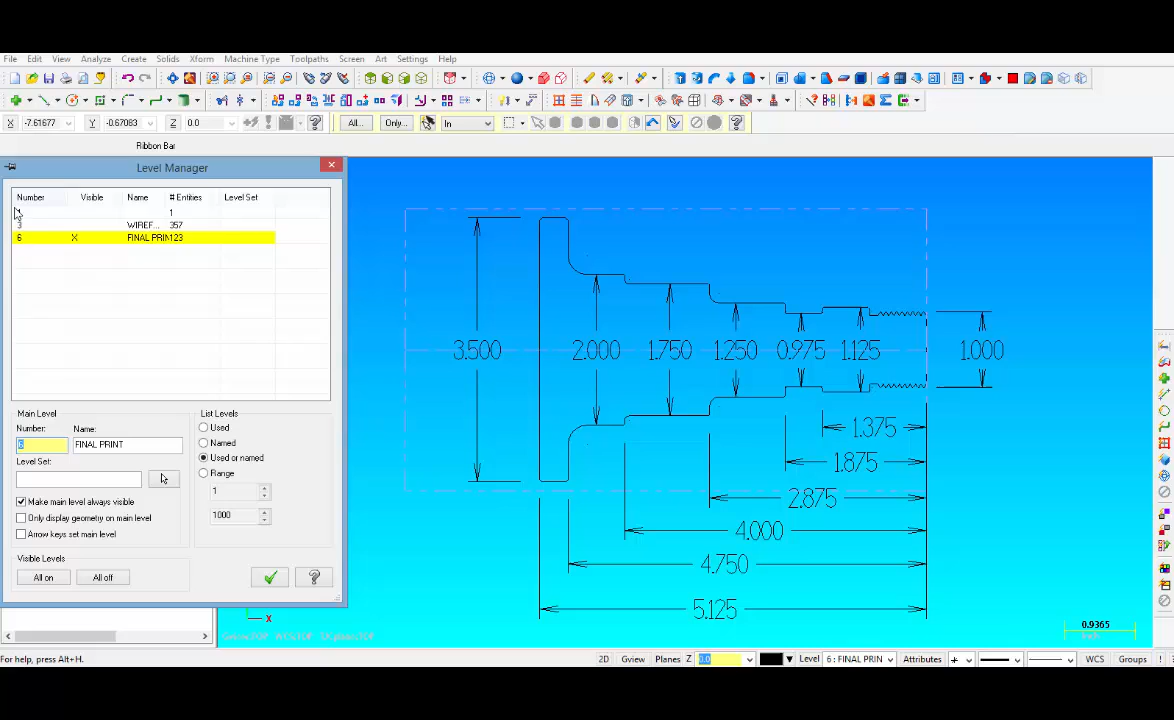 File Edit View Analyze Create Solids Xform Machine Type Toolpaths Screen Art Settings Help
X -7.61677 Y -0.67083 Z 0.0 All... Only... In
Ribbon Bar
Level Manager
Number Visible Name # Entities Level Set
1
3 WIREF... 357
6 X FINAL PRIN 123
Main Level
Number: Name:
6 FINAL PRINT
Level Set:
Make main level always visible
Only display geometry on main level
Arrow keys set main level
List Levels
Used
Named
Used or named
Range
1
1000
Visible Levels
All on All off
3.500 2.000 1.750 1.250 0.975 1.125 1.000
1.375
1.875
2.875
4.000
4.750
5.125
X
0.9365
For help, press Alt+H. 2D Gview Planes Z 0.0 Level 6 : FINAL PRIN Attributes WCS Groups